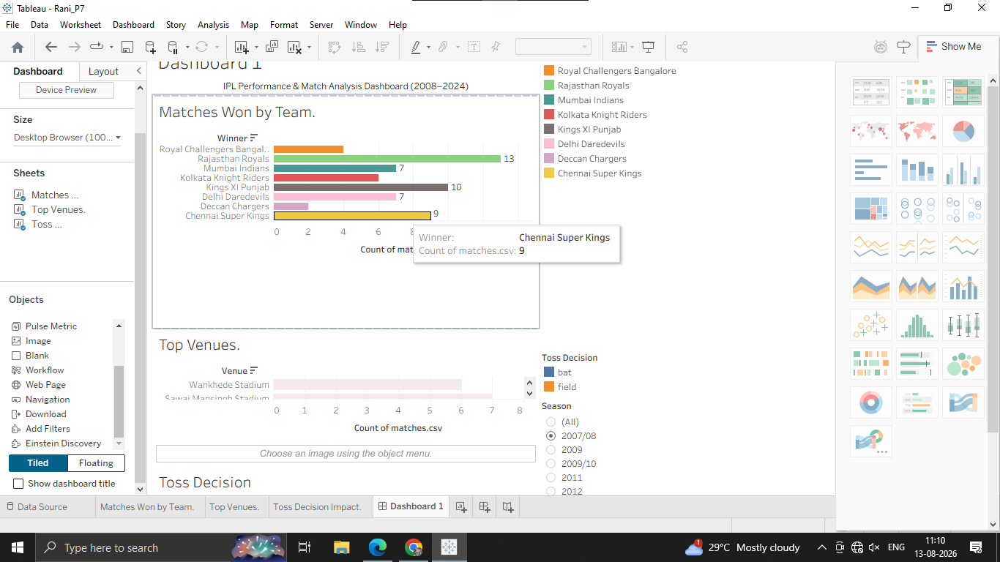 Tableau - Rani_P7
File Data Worksheet Dashboard Story Analysis Map Format Server Window Help
Show Me
Dashboard Layout
Device Preview
Size
Desktop Browser (100...
Sheets
Matches ...
Top Venues.
Toss ...
Objects
Pulse Metric
Image
Blank
Workflow
Web Page
Navigation
Download
Add Filters
Einstein Discovery
Tiled Floating
Show dashboard title
Dashboard 1
IPL Performance & Match Analysis Dashboard (2008–2024)
Matches Won by Team.
Winner
Royal Challengers Bangal..
Rajasthan Royals 13
Mumbai Indians 7
Kolkata Knight Riders
Kings XI Punjab 10
Delhi Daredevils 7
Deccan Chargers
Chennai Super Kings 9
0 2 4 6
Count of mat
Winner: Chennai Super Kings
Count of matches.csv: 9
Top Venues.
Venue
Wankhede Stadium
Sawai Mansingh Stadium
0 1 2 3 4 5 6 7 8
Count of matches.csv
Choose an image using the object menu.
Toss Decision
Royal Challengers Bangalore
Rajasthan Royals
Mumbai Indians
Kolkata Knight Riders
Kings XI Punjab
Delhi Daredevils
Deccan Chargers
Chennai Super Kings
Toss Decision
bat
field
Season
(All)
2007/08
2009
2009/10
2011
2012
Data Source Matches Won by Team. Top Venues. Toss Decision Impact. Dashboard 1
Type here to search
1
29°C Mostly cloudy
ENG
11:10
13-08-2026